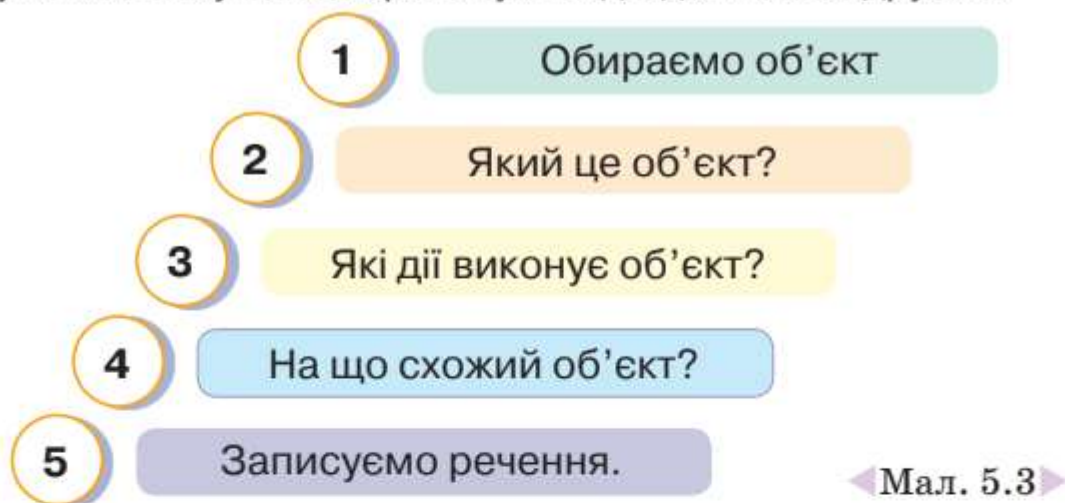 1 Обираємо об’єкт
2 Який це об’єкт?
3 Які дії виконує об’єкт?
4 На що схожий об’єкт?
5 Записуємо речення.
Мал. 5.3